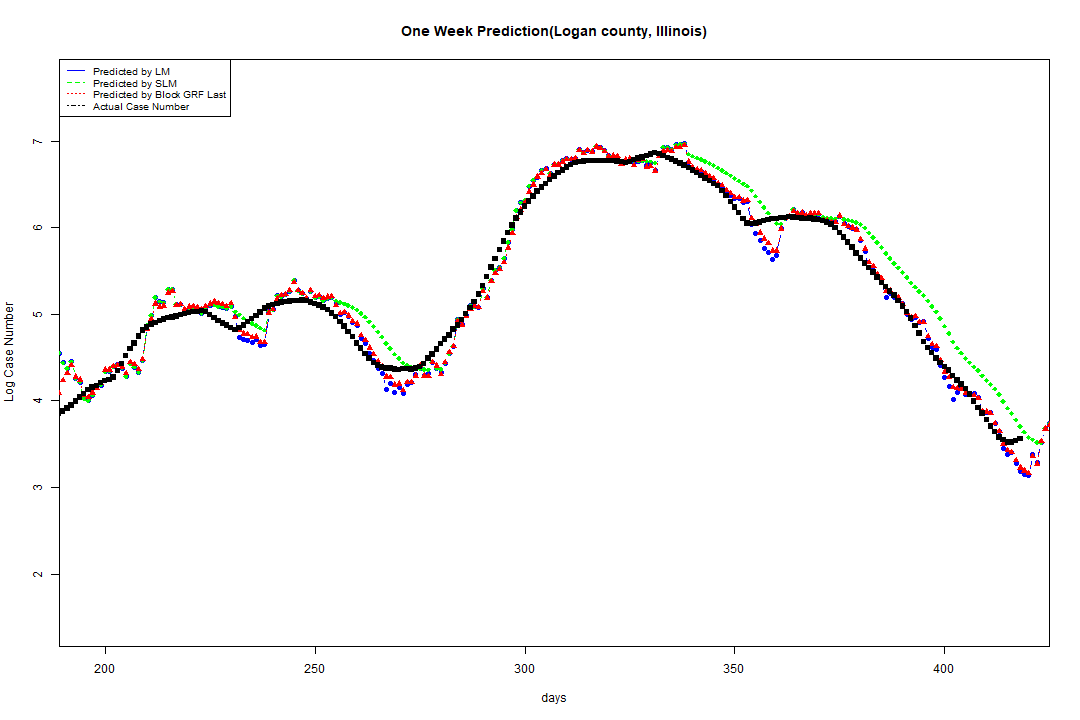 One Week Prediction(Logan county, Illinois)
Predicted by LM
Predicted by SLM
Predicted by Block GRF Last
Actual Case Number
7
6
5
4
3
2
Log Case Number
200 250 300 350 400
days